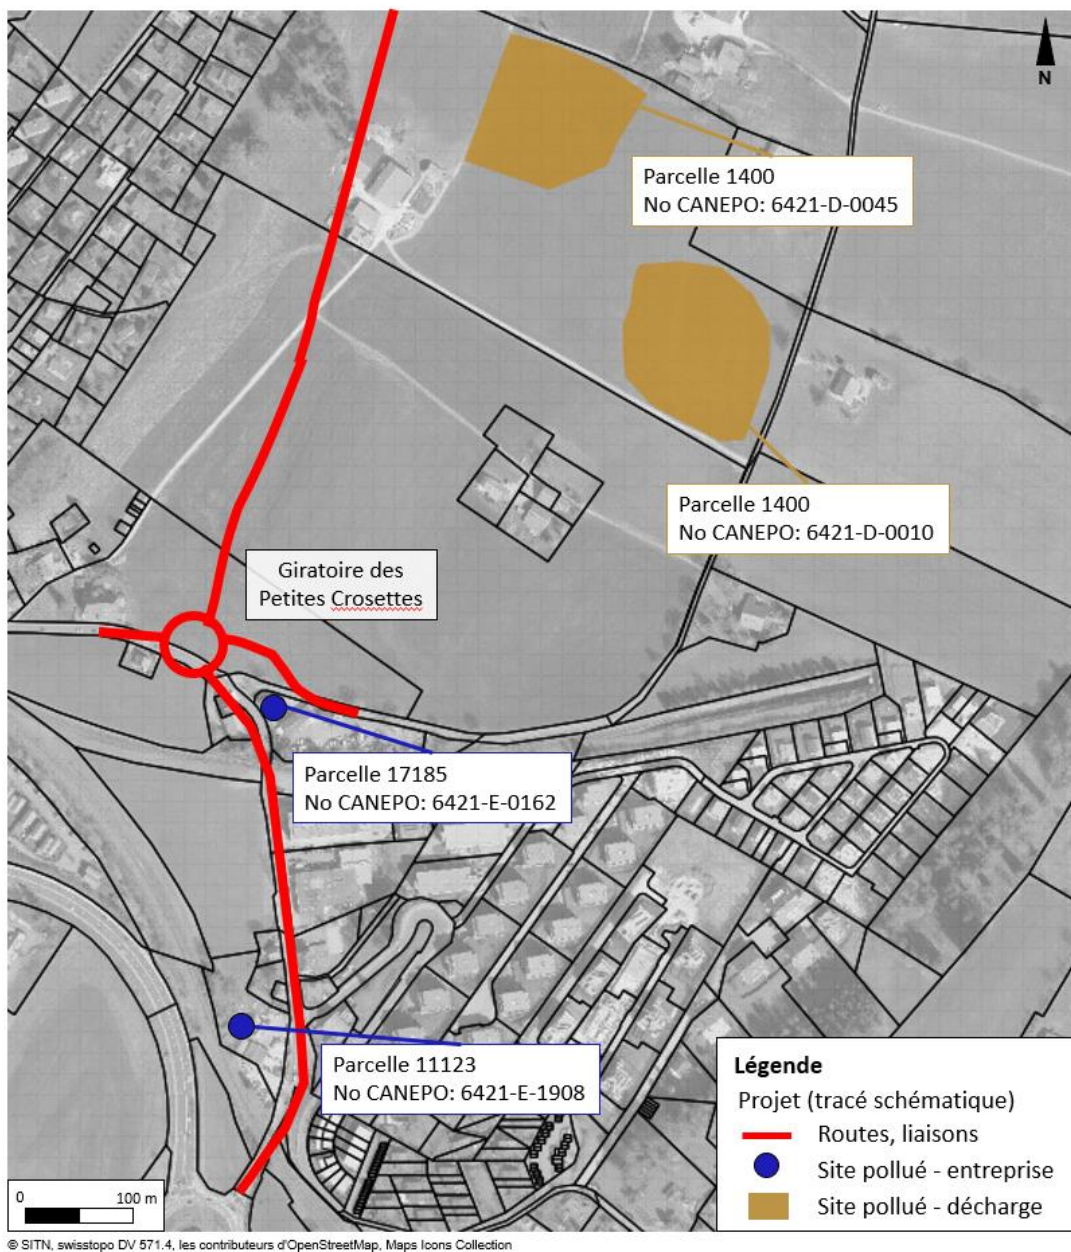 N
Parcelle 1400
No CANEPO: 6421-D-0045
Parcelle 1400
No CANEPO: 6421-D-0010
Giratoire des
Petites Crosettes
Parcelle 17185
No CANEPO: 6421-E-0162
Parcelle 11123
No CANEPO: 6421-E-1908
Légende
Projet (tracé schématique)
Routes, liaisons
Site pollué - entreprise
Site pollué - décharge
0 100 m
© SITN, swisstopo DV 571.4, les contributeurs d'OpenStreetMap, Maps Icons Collection